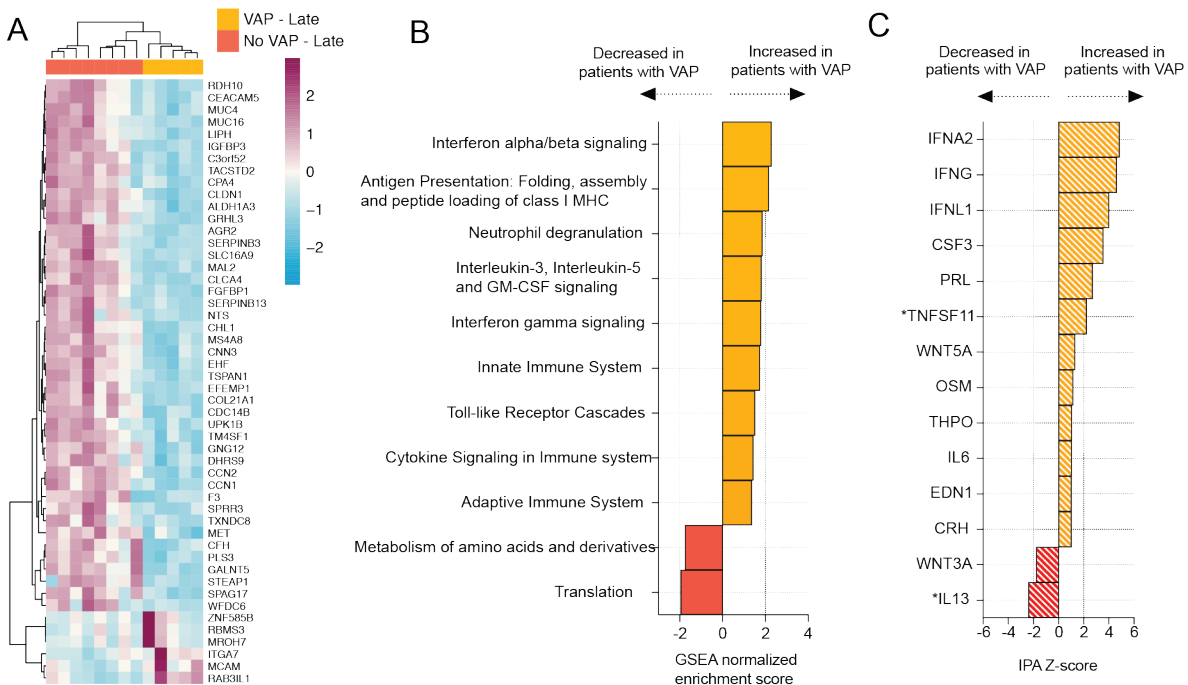 A
VAP - Late
No VAP - Late
2
1
0
−1
−2
RDH10
CEACAM5
MUC4
MUC16
LIPH
IGFBP3
C3orf52
TACSTD2
CPA4
CLDN1
ALDH1A3
GRHL3
AGR2
SERPINB3
SLC16A9
MAL2
CLCA4
FGFBP1
SERPINB13
NTS
CHL1
MS4A8
CNN3
EHF
TSPAN1
EFEMP1
COL21A1
CDC14B
UPK1B
TM4SF1
GNG12
DHRS9
CCN2
CCN1
F3
SPRR3
TXNDC8
MET
CFH
PLS3
GALNT5
STEAP1
SPAG17
WFDC6
ZNF585B
RBMS3
MROH7
ITGA7
MCAM
RAB3IL1
B
Decreased in
patients with VAP
Increased in
patients with VAP
Interferon alpha/beta signaling
Antigen Presentation: Folding, assembly
and peptide loading of class I MHC
Neutrophil degranulation
Interleukin-3, Interleukin-5
and GM-CSF signaling
Interferon gamma signaling
Innate Immune System
Toll-like Receptor Cascades
Cytokine Signaling in Immune system
Adaptive Immune System
Metabolism of amino acids and derivatives
Translation
-2 0 2 4
GSEA normalized
enrichment score
C
Decreased in
patients with VAP
Increased in
patients with VAP
IFNA2
IFNG
IFNL1
CSF3
PRL
*TNFSF11
WNT5A
OSM
THPO
IL6
EDN1
CRH
WNT3A
*IL13
-6 -4 -2 0 2 4 6
IPA Z-score